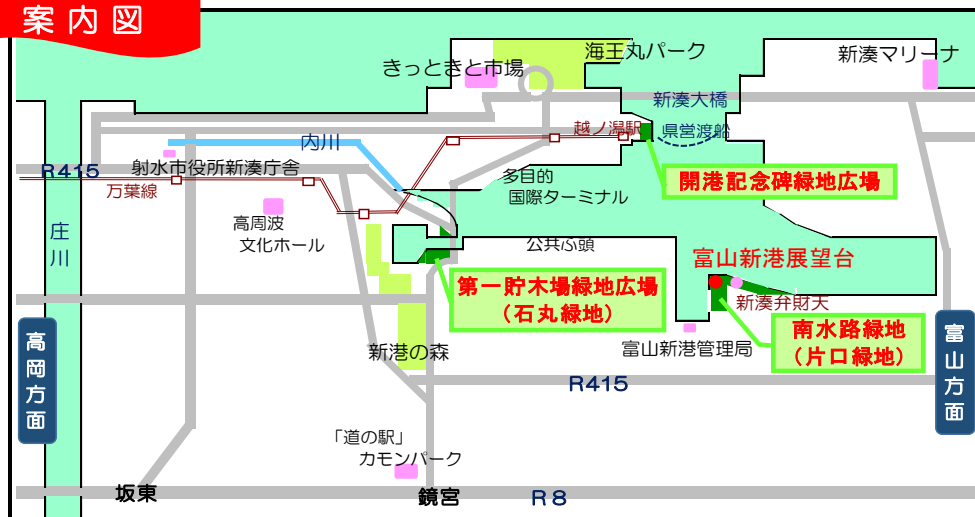 案内図
海王丸パーク
新湊マリーナ
きっときと市場
新湊大橋
越ノ潟駅
県営渡船
内川
R415
射水市役所新湊庁舎
万葉線
開港記念碑緑地広場
多目的
国際ターミナル
高周波
文化ホール
庄川
公共ふ頭
富山新港展望台
第一貯木場緑地広場
（石丸緑地）
新湊弁財天
南水路緑地
（片口緑地）
富山新港管理局
新港の森
高岡方面
富山方面
R415
「道の駅」
カモンパーク
坂東
鏡宮
R8